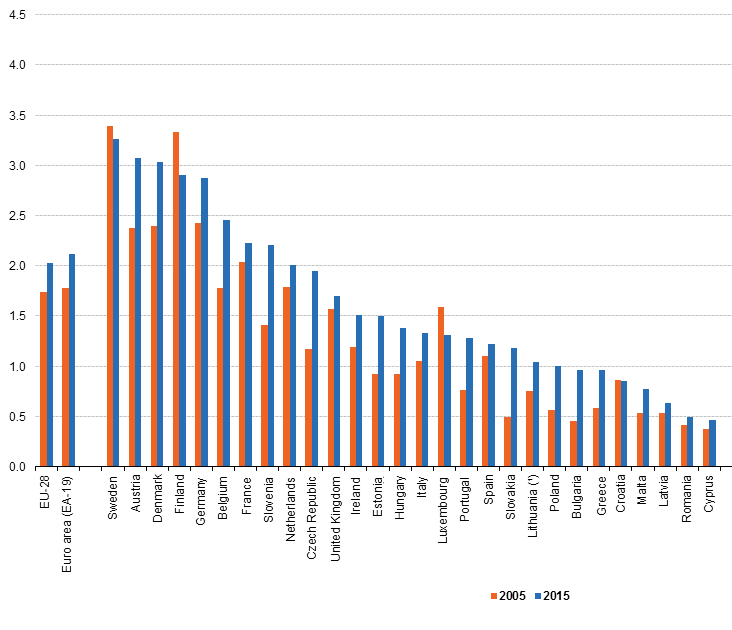 4.5
4.0
3.5
3.0
2.5
2.0
1.5
1.0
0.5
0.0
EU-28
Euro area (EA-19)
Sweden
Austria
Denmark
Finland
Germany
Belgium
France
Slovenia
Netherlands
Czech Republic
United Kingdom
Ireland
Estonia
Hungary
Italy
Luxembourg
Portugal
Spain
Slovakia
Lithuania (¹)
Poland
Bulgaria
Greece
Croatia
Malta
Latvia
Romania
Cyprus
2005 2015